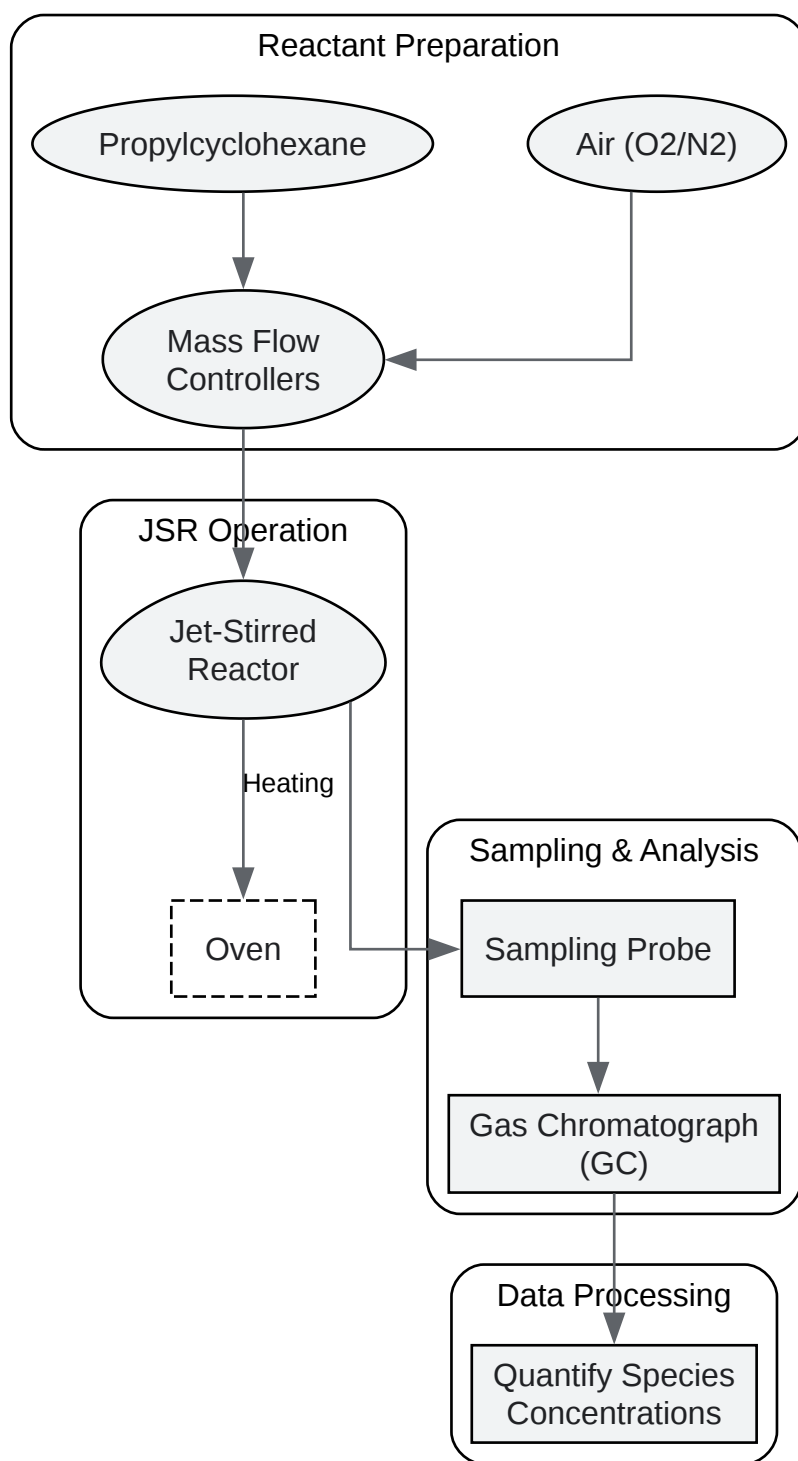 Reactant Preparation
Propylcyclohexane
Air (O2/N2)
Mass Flow
Controllers
JSR Operation
Jet-Stirred
Reactor
Heating
Oven
Sampling & Analysis
Sampling Probe
Gas Chromatograph
(GC)
Data Processing
Quantify Species
Concentrations